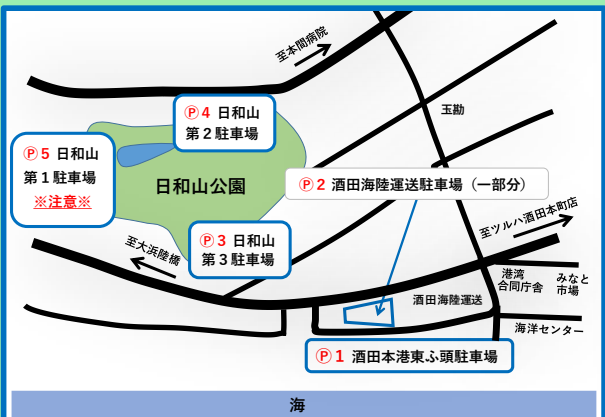 至本間病院
玉勘
Ⓟ4 日和山
第2駐車場
Ⓟ5 日和山
第1駐車場
※注意※
日和山公園
Ⓟ2 酒田海陸運送駐車場（一部分）
至ツルハ酒田本町店
Ⓟ3 日和山
第3駐車場
至大浜陸橋
港湾
合同庁舎
みなと
市場
酒田海陸運送
海洋センター
Ⓟ1 酒田本港東ふ頭駐車場
海